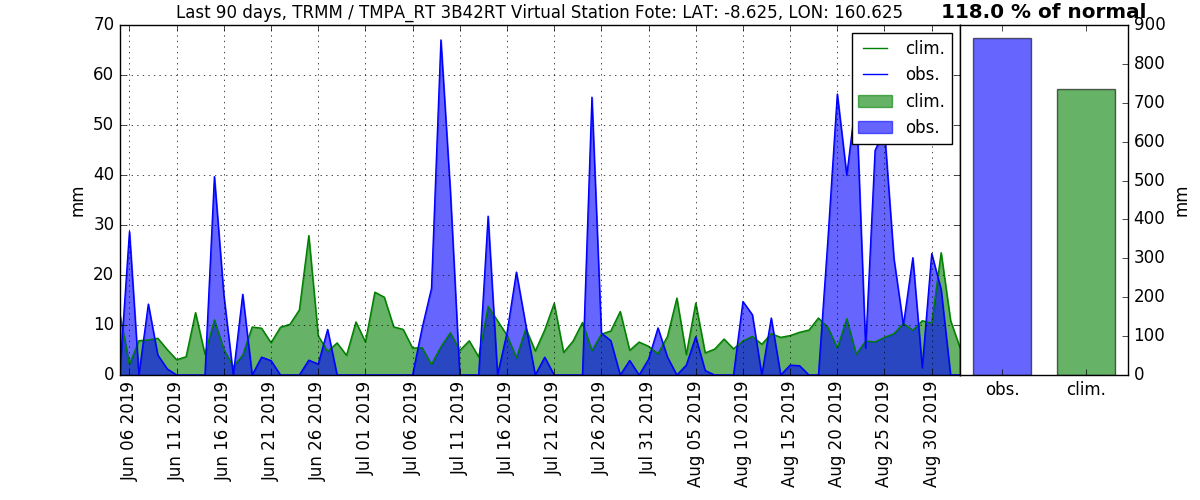 Last 90 days, TRMM / TMPA_RT 3B42RT Virtual Station Fote: LAT: -8.625, LON: 160.625
118.0 % of normal
70
60
50
40
30
20
10
0
mm
clim.
obs.
clim.
obs.
900
800
700
600
500
400
300
200
100
0
mm
obs.
clim.
Jun 06 2019
Jun 11 2019
Jun 16 2019
Jun 21 2019
Jun 26 2019
Jul 01 2019
Jul 06 2019
Jul 11 2019
Jul 16 2019
Jul 21 2019
Jul 26 2019
Jul 31 2019
Aug 05 2019
Aug 10 2019
Aug 15 2019
Aug 20 2019
Aug 25 2019
Aug 30 2019